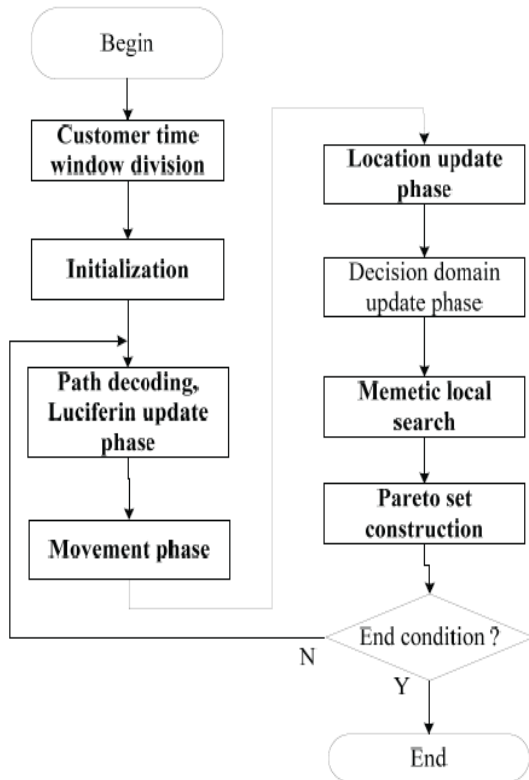 Begin
Customer time
window division
Initialization
Path decoding,
Luciferin update
phase
Movement phase
Location update
phase
Decision domain
update phase
Memetic local
search
Pareto set
construction
End condition ?
N
Y
End